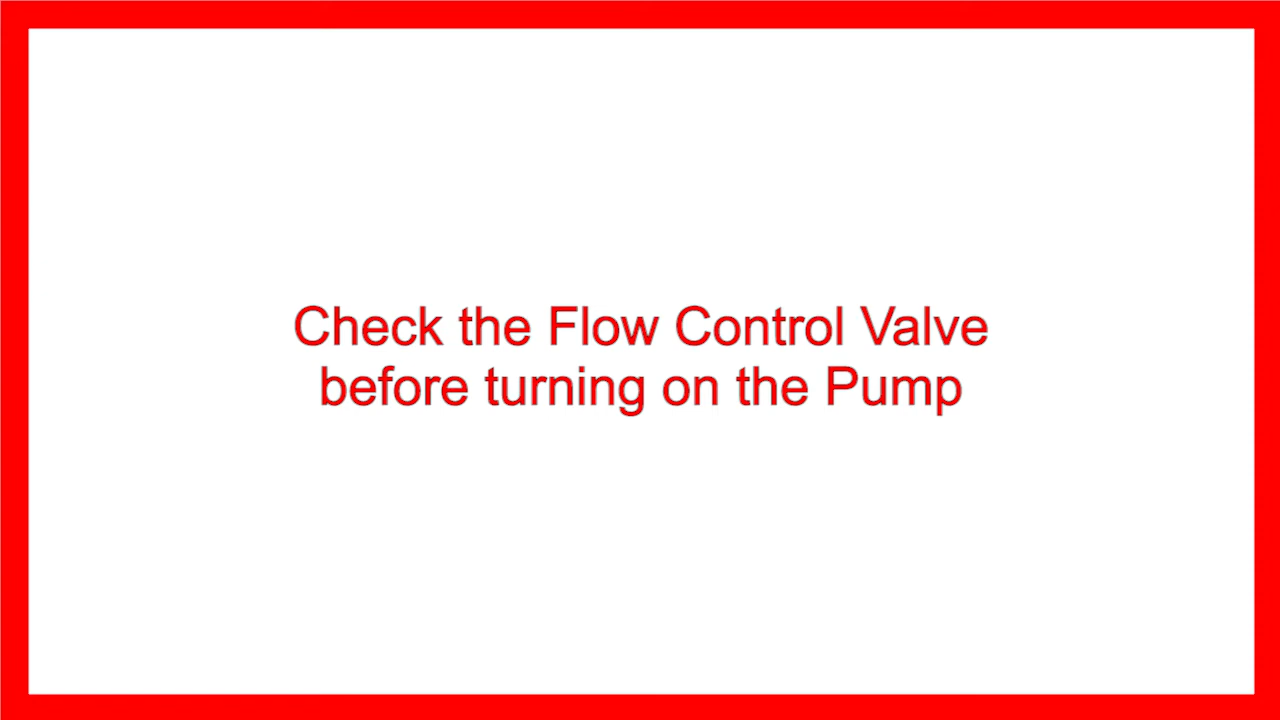 Check the Flow Control Valve
before turning on the Pump